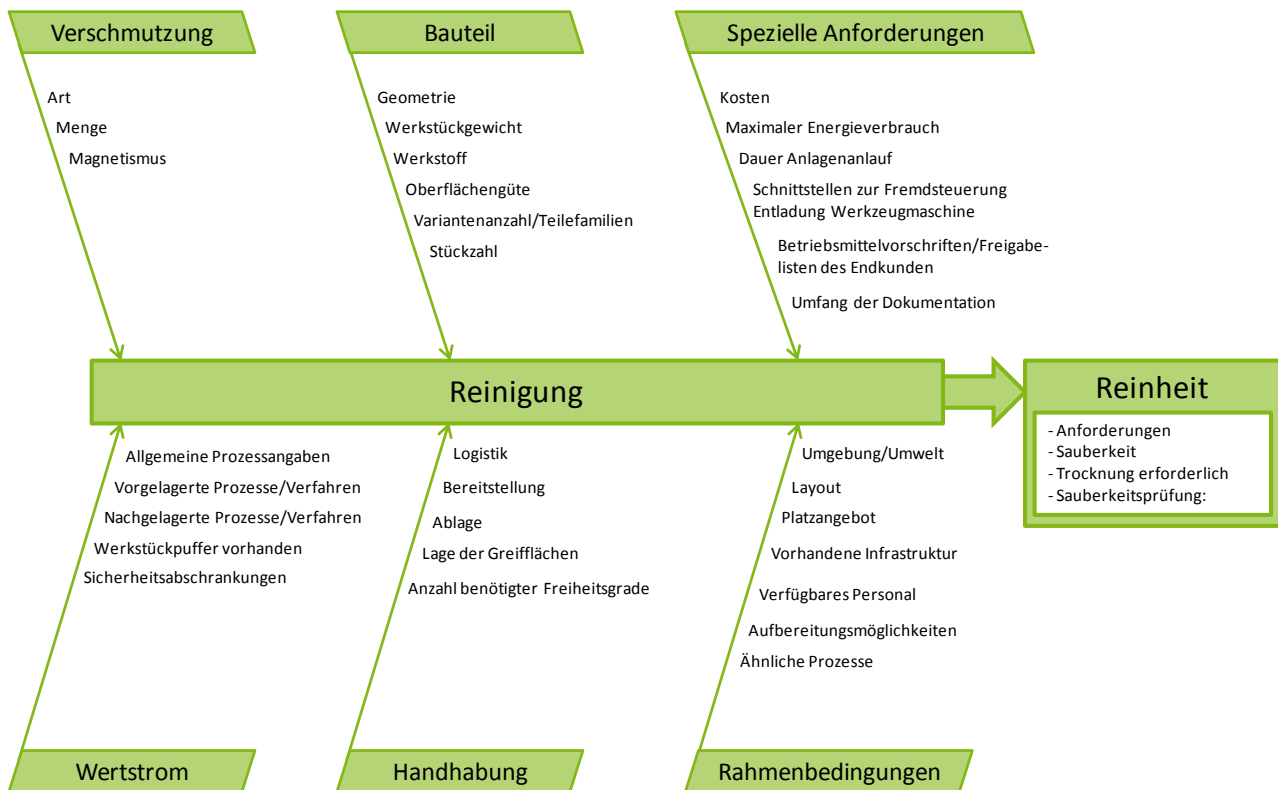 Verschmutzung
Art
Menge
Magnetismus
Bauteil
Geometrie
Werkstückgewicht
Werkstoff
Oberflächengüte
Variantenanzahl/Teilefamilien
Stückzahl
Spezielle Anforderungen
Kosten
Maximaler Energieverbrauch
Dauer Anlagenanlauf
Schnittstellen zur Fremdsteuerung
Entladung Werkzeugmaschine
Betriebsmittelvorschriften/Freigabe-
listen des Endkunden
Umfang der Dokumentation
Reinigung
Reinheit
- Anforderungen
- Sauberkeit
- Trocknung erforderlich
- Sauberkeitsprüfung:
Allgemeine Prozessangaben
Vorgelagerte Prozesse/Verfahren
Nachgelagerte Prozesse/Verfahren
Werkstückpuffer vorhanden
Sicherheitsabschrankungen
Wertstrom
Logistik
Bereitstellung
Ablage
Lage der Greifflächen
Anzahl benötigter Freiheitsgrade
Handhabung
Umgebung/Umwelt
Layout
Platzangebot
Vorhandene Infrastruktur
Verfügbares Personal
Aufbereitungsmöglichkeiten
Ähnliche Prozesse
Rahmenbedingungen